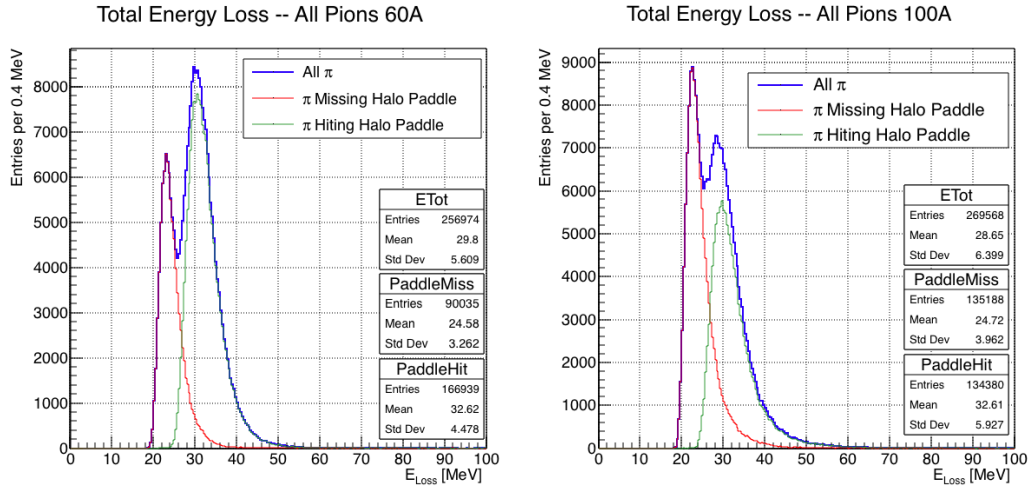 Total Energy Loss -- All Pions 60A
Entries per 0.4 MeV
8000
7000
6000
5000
4000
3000
2000
1000
0
0 10 20 30 40 50 60 70 80 90 100
E_Loss [MeV]
All π
π Missing Halo Paddle
π Hiting Halo Paddle
ETot
Entries 256974
Mean 29.8
Std Dev 5.609
PaddleMiss
Entries 90035
Mean 24.58
Std Dev 3.262
PaddleHit
Entries 166939
Mean 32.62
Std Dev 4.478
Total Energy Loss -- All Pions 100A
Entries per 0.4 MeV
9000
8000
7000
6000
5000
4000
3000
2000
1000
0
0 10 20 30 40 50 60 70 80 90 100
E_Loss [MeV]
All π
π Missing Halo Paddle
π Hiting Halo Paddle
ETot
Entries 269568
Mean 28.65
Std Dev 6.399
PaddleMiss
Entries 135188
Mean 24.72
Std Dev 3.962
PaddleHit
Entries 134380
Mean 32.61
Std Dev 5.927